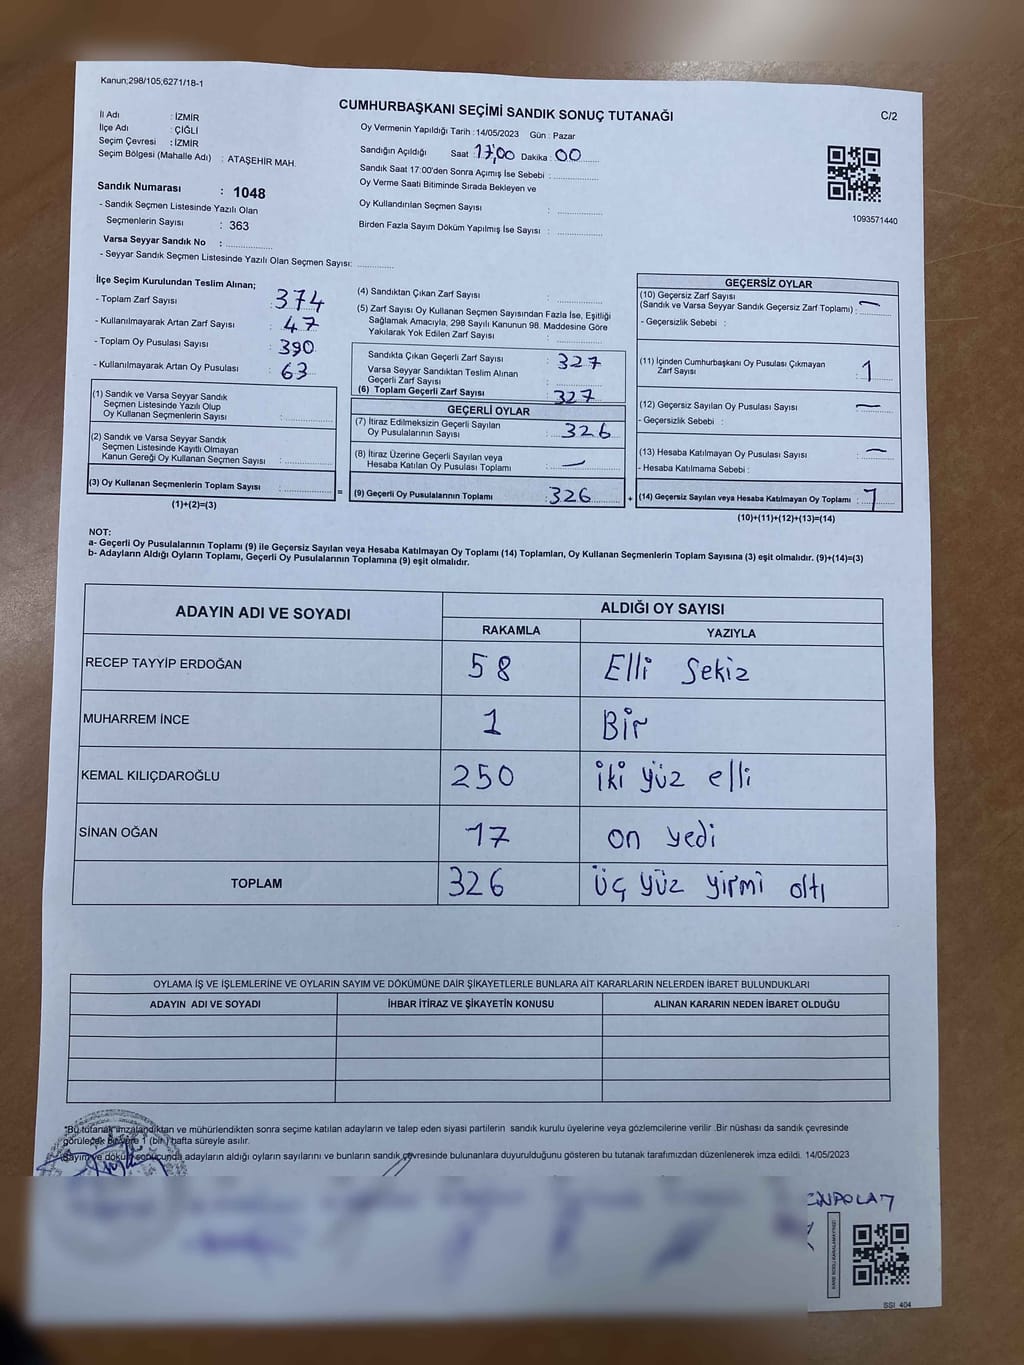 Kanun;298/105,6271/18-1
CUMHURBAŞKANI SEÇİMİ SANDIK SONUÇ TUTANAĞI
C/2
İl Adı : İZMİR
İlçe Adı : ÇİĞLİ
Seçim Çevresi : İZMİR
Seçim Bölgesi (Mahalle Adı) : ATAŞEHİR MAH.
Sandık Numarası : 1048
- Sandık Seçmen Listesinde Yazılı Olan
Seçmenlerin Sayısı : 363
Varsa Seyyar Sandık No : ..............
- Seyyar Sandık Seçmen Listesinde Yazılı Olan Seçmen Sayısı: ............
Oy Vermenin Yapıldığı Tarih : 14/05/2023 Gün : Pazar
Sandığın Açıldığı Saat 17,00 Dakika : 00
Sandık Saat 17:00'den Sonra Açımış İse Sebebi : ..............
Oy Verme Saati Bitiminde Sırada Bekleyen ve
Oy Kullandırılan Seçmen Sayısı : ..............
Birden Fazla Sayım Döküm Yapılmış İse Sayısı : ..............
1093571440
İlçe Seçim Kurulundan Teslim Alınan;
- Toplam Zarf Sayısı : 374
- Kullanılmayarak Artan Zarf Sayısı : 47
- Toplam Oy Pusulası Sayısı : 390
- Kullanılmayarak Artan Oy Pusulası : 63
(1) Sandık ve Varsa Seyyar Sandık
Seçmen Listesinde Yazılı Olup
Oy Kullanan Seçmenlerin Sayısı : ..............
(2) Sandık ve Varsa Seyyar Sandık
Seçmen Listesinde Kayıtlı Olmayan
Kanun Gereği Oy Kullanan Seçmen Sayısı : ..............
(3) Oy Kullanan Seçmenlerin Toplam Sayısı : ..............
(1)+(2)=(3)
(4) Sandıktan Çıkan Zarf Sayısı : ..............
(5) Zarf Sayısı Oy Kullanan Seçmen Sayısından Fazla İse, Eşitliği
Sağlamak Amacıyla, 298 Sayılı Kanunun 98. Maddesine Göre
Yakılarak Yok Edilen Zarf Sayısı : ..............
Sandıkta Çıkan Geçerli Zarf Sayısı : 327
Varsa Seyyar Sandıktan Teslim Alınan
Geçerli Zarf Sayısı : ..............
(6) Toplam Geçerli Zarf Sayısı : 327
GEÇERLİ OYLAR
(7) İtiraz Edilmeksizin Geçerli Sayılan
Oy Pusulalarının Sayısı : 326
(8) İtiraz Üzerine Geçerli Sayılan veya
Hesaba Katılan Oy Pusulası Toplamı : —
= (9) Geçerli Oy Pusulalarının Toplamı : 326 +
GEÇERSİZ OYLAR
(10) Geçersiz Zarf Sayısı
(Sandık ve Varsa Seyyar Sandık Geçersiz Zarf Toplamı) : —
- Geçersizlik Sebebi :
(11) İçinden Cumhurbaşkanı Oy Pusulası Çıkmayan
Zarf Sayısı : 1
(12) Geçersiz Sayılan Oy Pusulası Sayısı : —
- Geçersizlik Sebebi :
(13) Hesaba Katılmayan Oy Pusulası Sayısı : —
- Hesaba Katılmama Sebebi :
(14) Geçersiz Sayılan veya Hesaba Katılmayan Oy Toplamı : 1
(10)+(11)+(12)+(13)=(14)
NOT:
a- Geçerli Oy Pusulalarının Toplamı (9) ile Geçersiz Sayılan veya Hesaba Katılmayan Oy Toplamı (14) Toplamları, Oy Kullanan Seçmenlerin Toplam Sayısına (3) eşit olmalıdır. (9)+(14)=(3)
b- Adayların Aldığı Oyların Toplamı, Geçerli Oy Pusulalarının Toplamına (9) eşit olmalıdır.
ADAYIN ADI VE SOYADI ALDIĞI OY SAYISI
RAKAMLA YAZIYLA
RECEP TAYYİP ERDOĞAN 58 Elli Sekiz
MUHARREM İNCE 1 Bir
KEMAL KILIÇDAROĞLU 250 iki yüz elli
SİNAN OĞAN 17 on yedi
TOPLAM 326 üç yüz yirmi altı
OYLAMA İŞ VE İŞLEMLERİNE VE OYLARIN SAYIM VE DÖKÜMÜNE DAİR ŞİKAYETLERLE BUNLARA AİT KARARLARIN NELERDEN İBARET BULUNDUKLARI
ADAYIN ADI VE SOYADI İHBAR İTİRAZ VE ŞİKAYETİN KONUSU ALINAN KARARIN NEDEN İBARET OLDUĞU
*Bu tutanak imzalandıktan ve mühürlendikten sonra seçime katılan adayların ve talep eden siyasi partilerin sandık kurulu üyelerine veya gözlemcilerine verilir .Bir nüshası da sandık çevresinde
görülecek bir yere 1 (bir) hafta süreyle asılır.
Sayım ve döküm sonucunda adayların aldığı oyların sayılarını ve bunların sandık çevresinde bulunanlara duyurulduğunu gösteren bu tutanak tarafımızdan düzenlenerek imza edildi. 14/05/2023
SSI 404